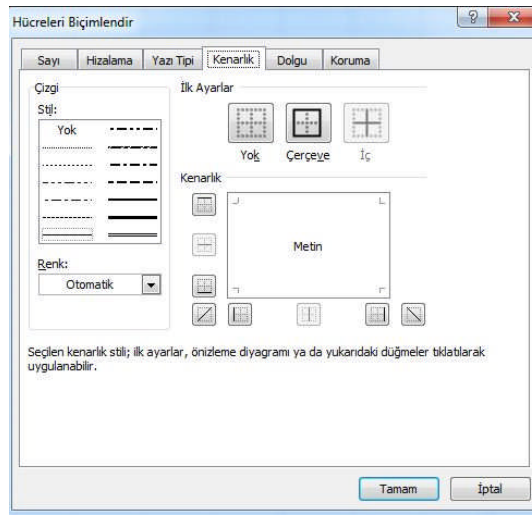 Hücreleri Biçimlendir
Sayı Hizalama Yazı Tipi Kenarlık Dolgu Koruma
Çizgi
Stil:
Yok
Renk:
Otomatik
İlk Ayarlar
Yok Çerçeve İç
Kenarlık
Metin
Seçilen kenarlık stili; ilk ayarlar, önizleme diyagramı ya da yukarıdaki düğmeler tıklatılarak
uygulanabilir.
Tamam İptal